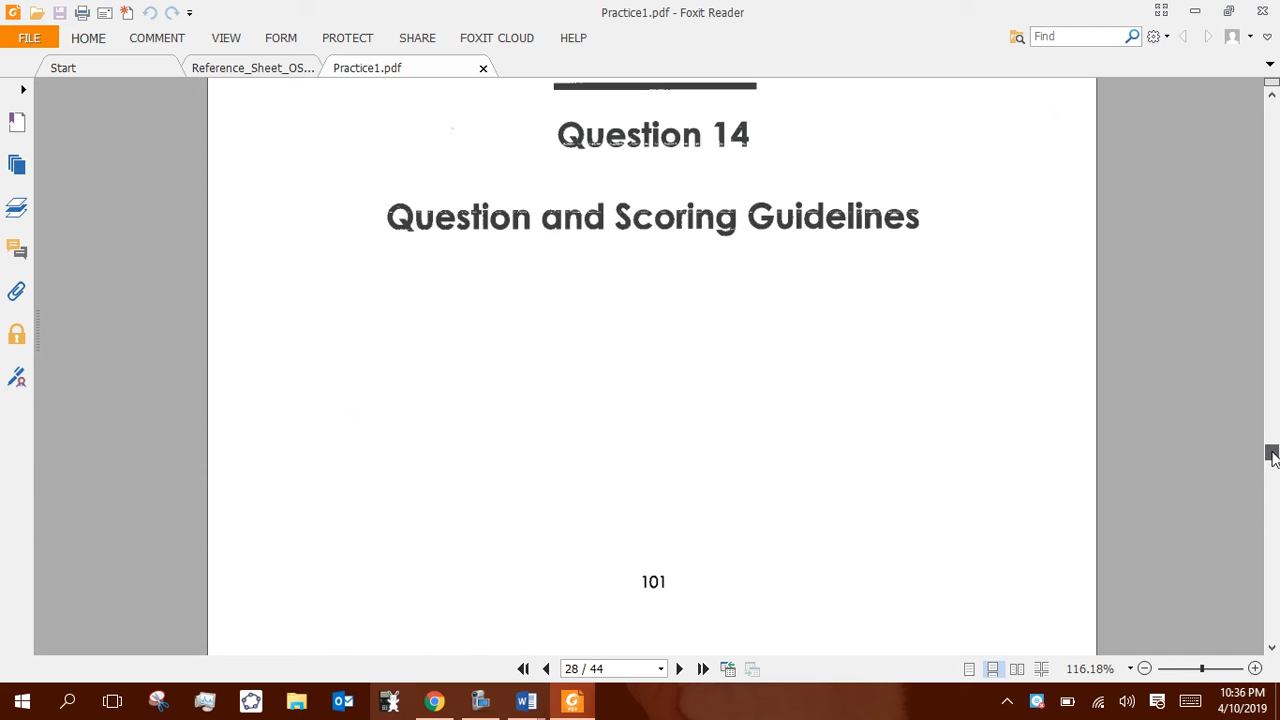 Practice1.pdf - Foxit Reader
FILE HOME COMMENT VIEW FORM PROTECT SHARE FOXIT CLOUD HELP Find
Start Reference_Sheet_OS... Practice1.pdf
Question 14
Question and Scoring Guidelines
101
28 / 44 116.18%
10:36 PM
4/10/2019